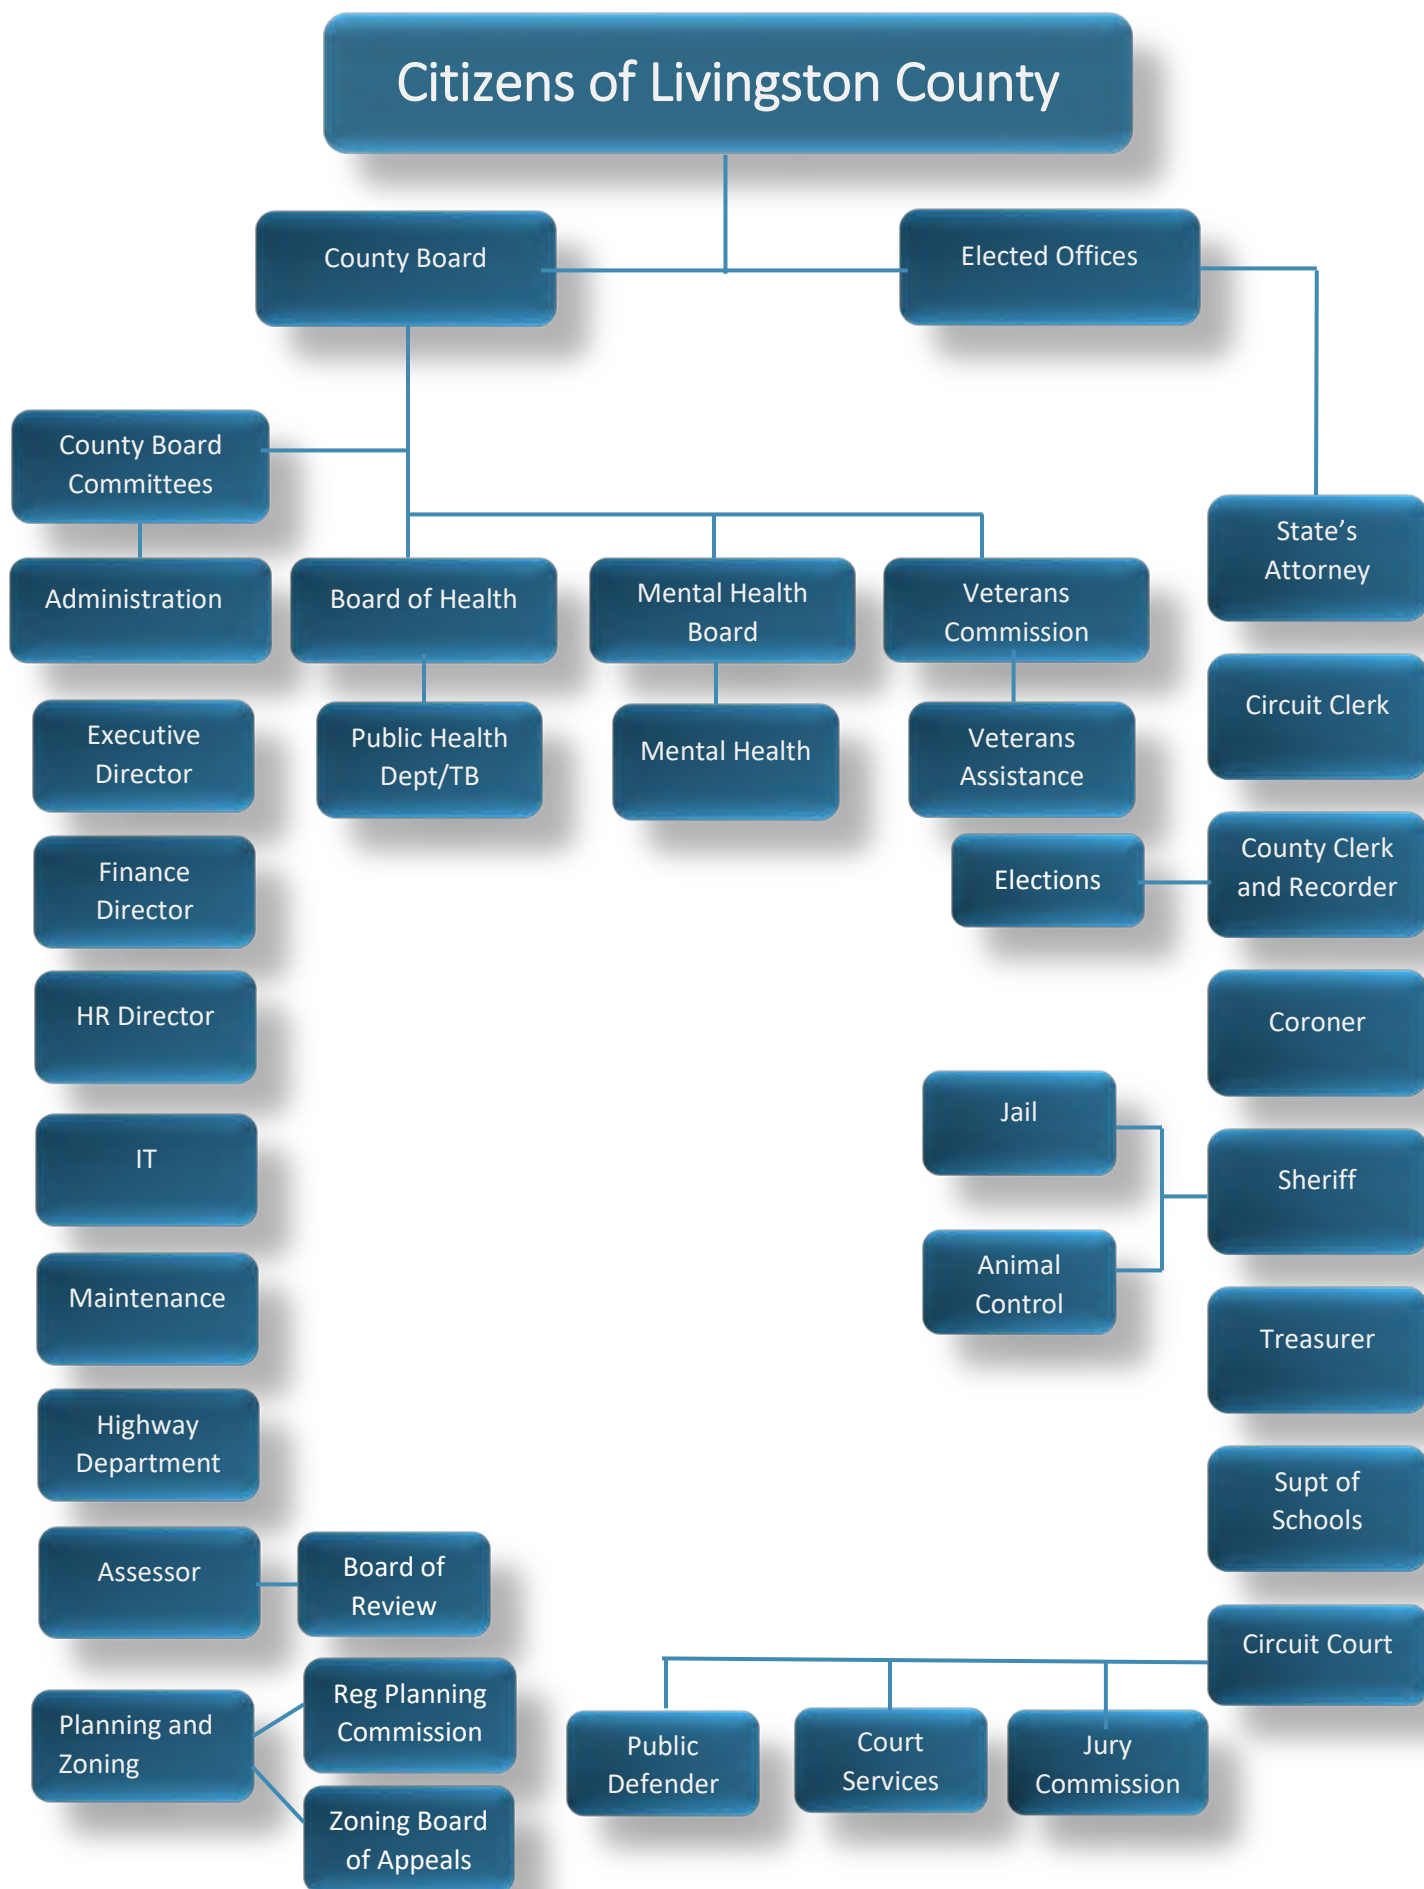 Citizens of Livingston County
County Board
Elected Offices
County Board
Committees
State's
Attorney
Administration
Board of Health
Mental Health
Board
Veterans
Commission
Executive
Director
Public Health
Dept/TB
Mental Health
Veterans
Assistance
Circuit Clerk
Finance
Director
Elections
County Clerk
and Recorder
HR Director
Coroner
IT
Jail
Sheriff
Maintenance
Animal
Control
Treasurer
Highway
Department
Supt of
Schools
Assessor
Board of
Review
Circuit Court
Planning and
Zoning
Reg Planning
Commission
Zoning Board
of Appeals
Public
Defender
Court
Services
Jury
Commission